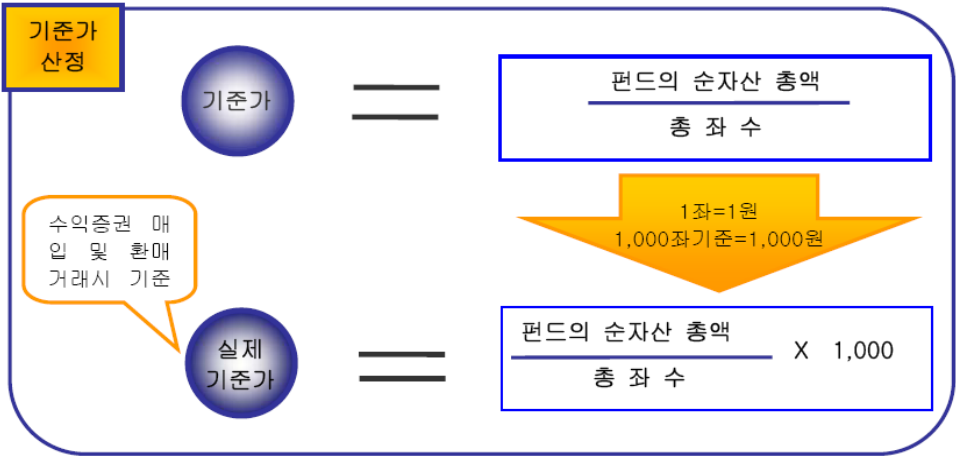 기준가
산정
기준가
펀드의 순자산 총액
총 좌 수
1좌=1원
1,000좌기준=1,000원
수익증권 매
입 및 환매
거래시 기준
실제
기준가
펀드의 순자산 총액
총 좌 수
X 1,000